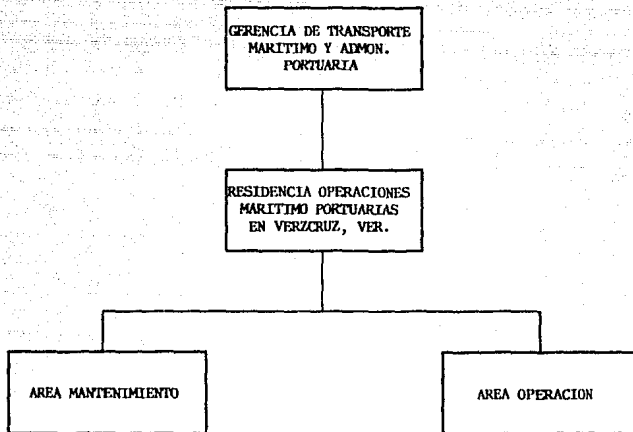 GERENCIA DE TRANSPORTE
MARITIMO Y ADMON.
PORTUARIA
RESIDENCIA OPERACIONES
MARITIMO PORTUARIAS
EN VERZCRUZ, VER.
AREA MANTENIMIENTO
AREA OPERACION